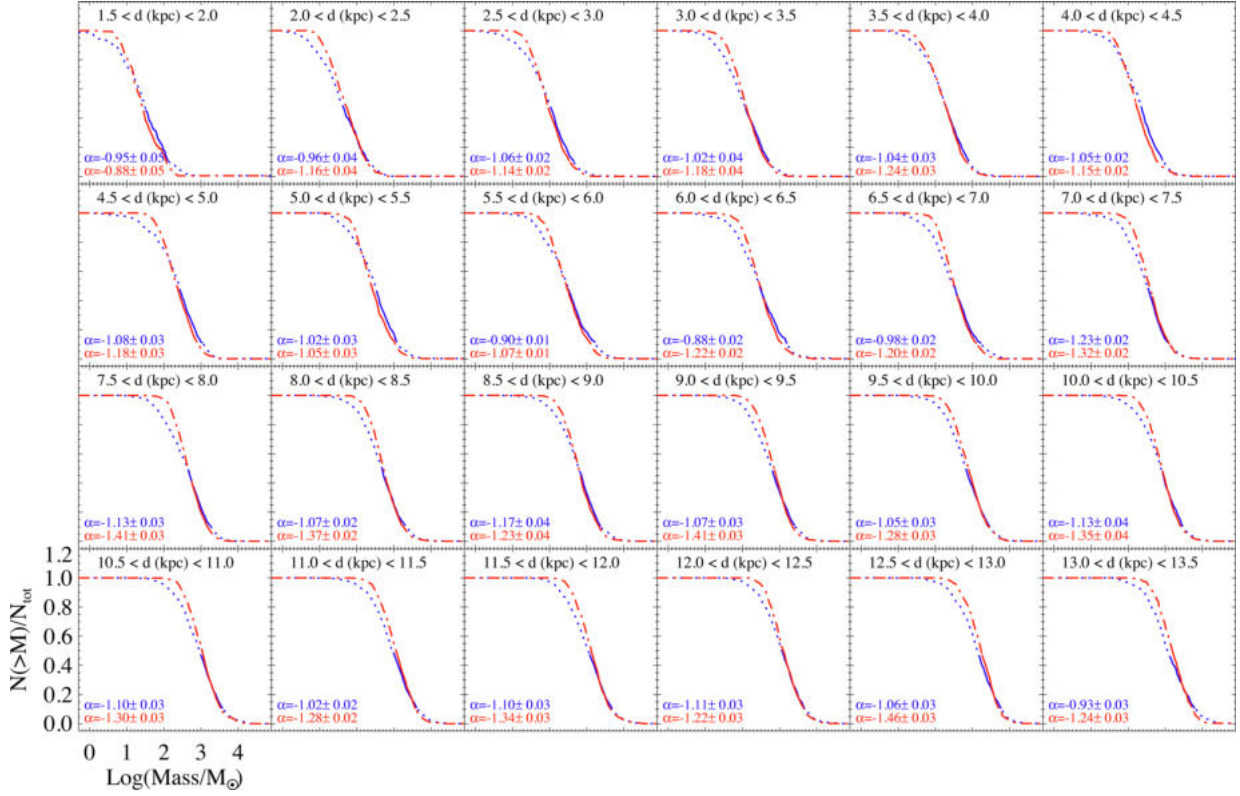 1.5 < d (kpc) < 2.0
α=-0.95± 0.05
α=-0.88± 0.05
2.0 < d (kpc) < 2.5
α=-0.96± 0.04
α=-1.16± 0.04
2.5 < d (kpc) < 3.0
α=-1.06± 0.02
α=-1.14± 0.02
3.0 < d (kpc) < 3.5
α=-1.02± 0.04
α=-1.18± 0.04
3.5 < d (kpc) < 4.0
α=-1.04± 0.03
α=-1.24± 0.03
4.0 < d (kpc) < 4.5
α=-1.05± 0.02
α=-1.15± 0.02
4.5 < d (kpc) < 5.0
α=-1.08± 0.03
α=-1.18± 0.03
5.0 < d (kpc) < 5.5
α=-1.02± 0.03
α=-1.05± 0.03
5.5 < d (kpc) < 6.0
α=-0.90± 0.01
α=-1.07± 0.01
6.0 < d (kpc) < 6.5
α=-0.88± 0.02
α=-1.22± 0.02
6.5 < d (kpc) < 7.0
α=-0.98± 0.02
α=-1.20± 0.02
7.0 < d (kpc) < 7.5
α=-1.23± 0.02
α=-1.32± 0.02
7.5 < d (kpc) < 8.0
α=-1.13± 0.03
α=-1.41± 0.03
8.0 < d (kpc) < 8.5
α=-1.07± 0.02
α=-1.37± 0.02
8.5 < d (kpc) < 9.0
α=-1.17± 0.04
α=-1.23± 0.04
9.0 < d (kpc) < 9.5
α=-1.07± 0.03
α=-1.41± 0.03
9.5 < d (kpc) < 10.0
α=-1.05± 0.03
α=-1.28± 0.03
10.0 < d (kpc) < 10.5
α=-1.13± 0.04
α=-1.35± 0.04
10.5 < d (kpc) < 11.0
α=-1.10± 0.03
α=-1.30± 0.03
11.0 < d (kpc) < 11.5
α=-1.02± 0.02
α=-1.28± 0.02
11.5 < d (kpc) < 12.0
α=-1.10± 0.03
α=-1.34± 0.03
12.0 < d (kpc) < 12.5
α=-1.11± 0.03
α=-1.22± 0.03
12.5 < d (kpc) < 13.0
α=-1.06± 0.03
α=-1.46± 0.03
13.0 < d (kpc) < 13.5
α=-0.93± 0.03
α=-1.24± 0.03
N(>M)/N_tot
1.2
1.0
0.8
0.6
0.4
0.2
0.0
0 1 2 3 4
Log(Mass/M⊙)